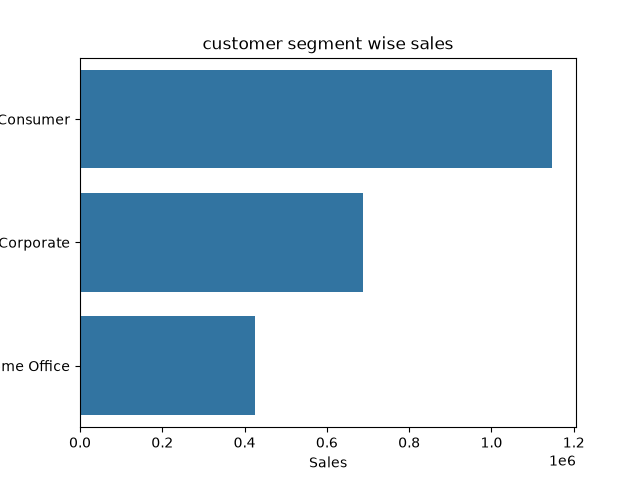 customer segment wise sales
Consumer
Corporate
me Office
0.0 0.2 0.4 0.6 0.8 1.0 1.2
1e6
Sales